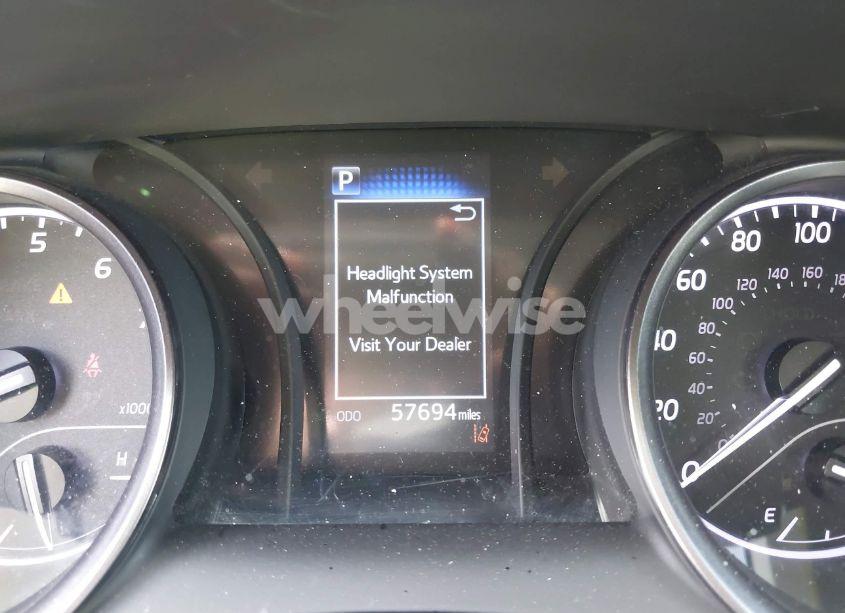 P
Headlight System
Malfunction
Visit Your Dealer
ODO 57694 miles
5
6
x1000
H
0
20
40
60
80
100
20
40
60
80
100
120
140
160
HOLD
E
wheelwise